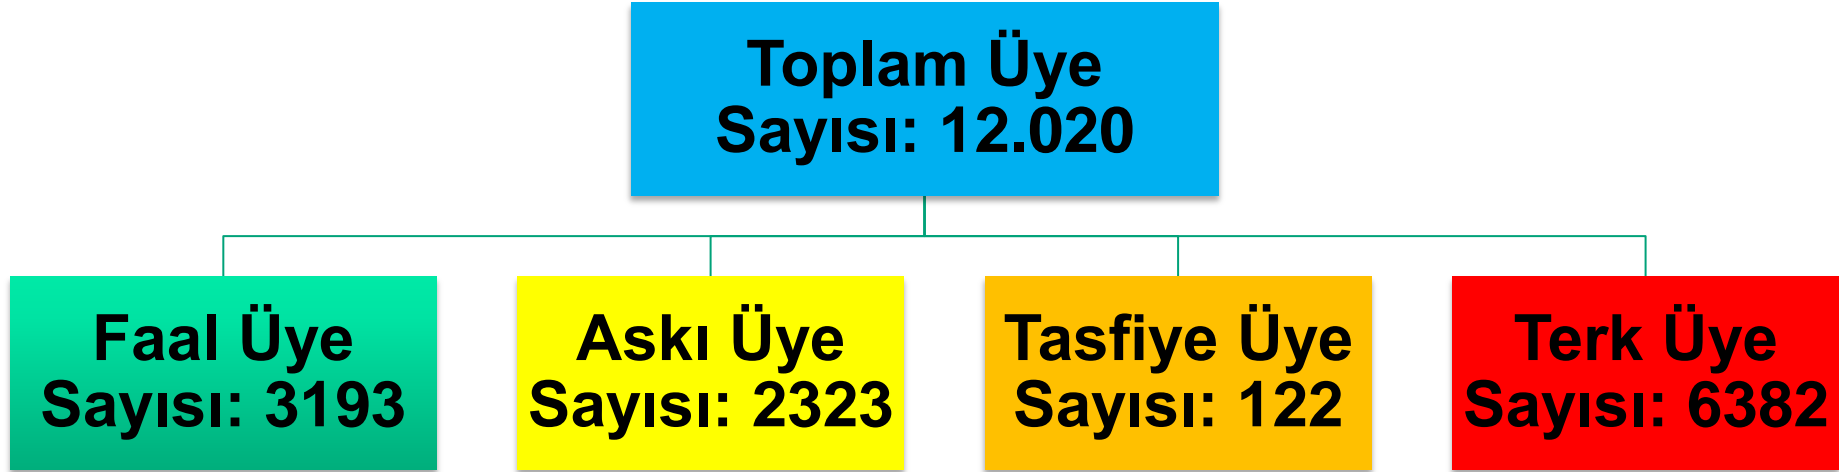 Toplam Üye
Sayısı: 12.020
Faal Üye
Sayısı: 3193
Askı Üye
Sayısı: 2323
Tasfiye Üye
Sayısı: 122
Terk Üye
Sayısı: 6382